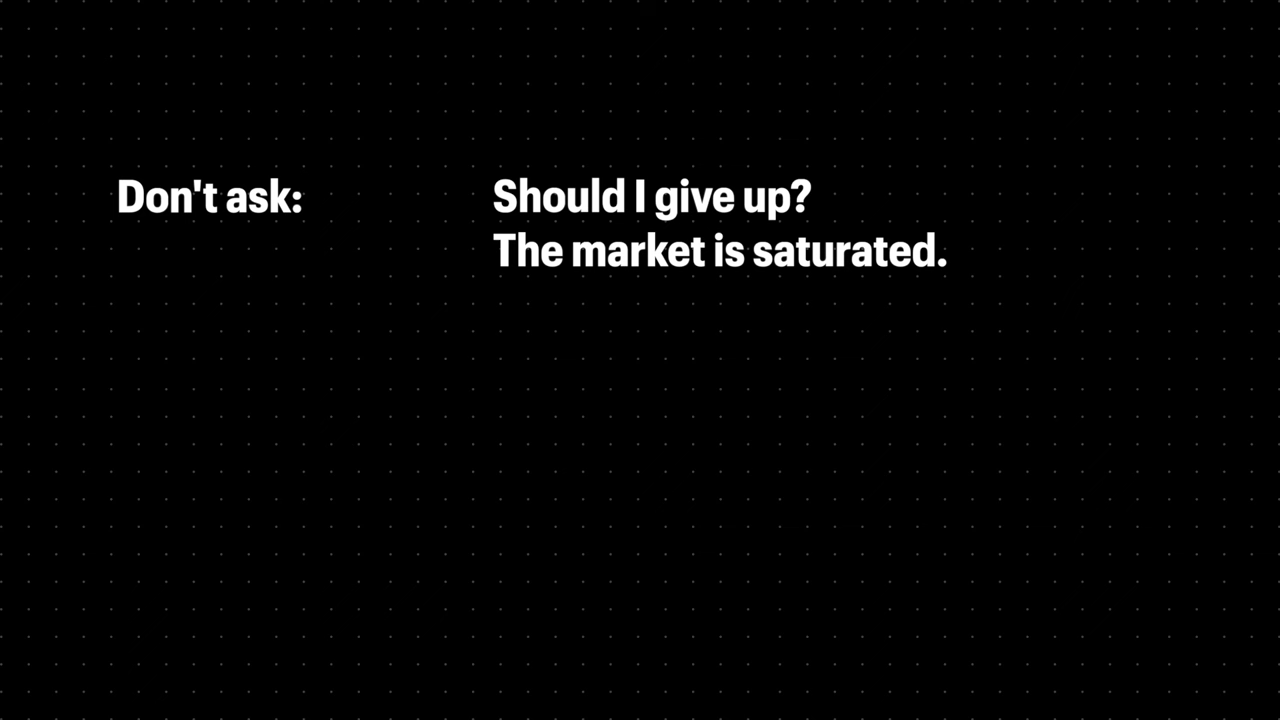 Don't ask:
Should I give up?
The market is saturated.